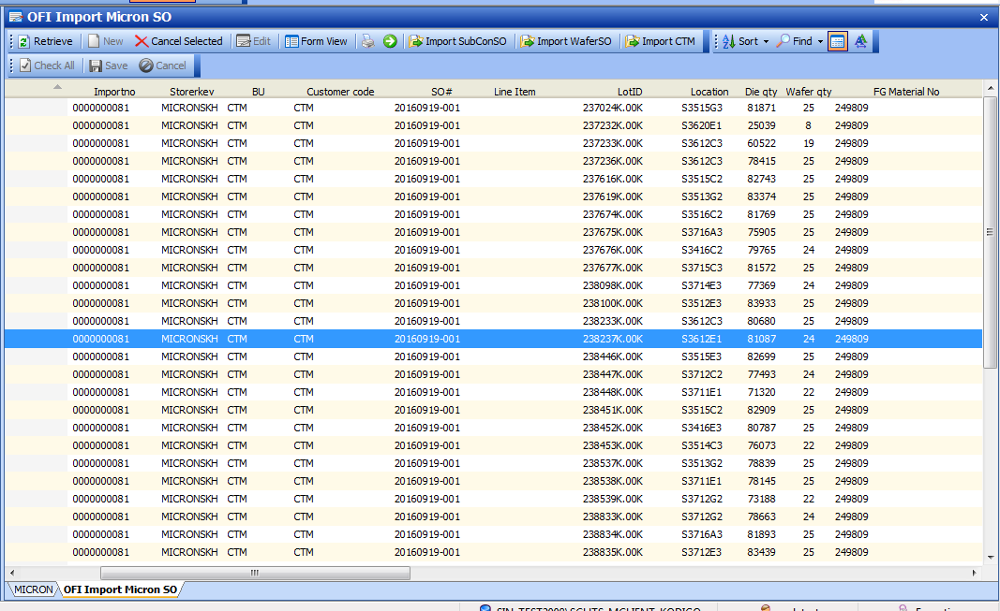 OFI Import Micron SO
Retrieve New Cancel Selected Edit Form View Import SubConSO Import WaferSO Import CTM Sort Find
Check All Save Cancel
Importno Storerkev BU Customer code SO# Line Item LotID Location Die qty Wafer qty FG Material No
0000000081 MICRONSKH CTM CTM 20160919-001 237024K.00K S3515G3 81871 25 249809
0000000081 MICRONSKH CTM CTM 20160919-001 237232K.00K S3620E1 25039 8 249809
0000000081 MICRONSKH CTM CTM 20160919-001 237233K.00K S3612C3 60522 19 249809
0000000081 MICRONSKH CTM CTM 20160919-001 237236K.00K S3612C3 78415 25 249809
0000000081 MICRONSKH CTM CTM 20160919-001 237616K.00K S3515C2 82743 25 249809
0000000081 MICRONSKH CTM CTM 20160919-001 237619K.00K S3513G2 83374 25 249809
0000000081 MICRONSKH CTM CTM 20160919-001 237674K.00K S3516C2 81769 25 249809
0000000081 MICRONSKH CTM CTM 20160919-001 237675K.00K S3716A3 75905 25 249809
0000000081 MICRONSKH CTM CTM 20160919-001 237676K.00K S3416C2 79765 24 249809
0000000081 MICRONSKH CTM CTM 20160919-001 237677K.00K S3715C3 81572 25 249809
0000000081 MICRONSKH CTM CTM 20160919-001 238098K.00K S3714E3 77369 24 249809
0000000081 MICRONSKH CTM CTM 20160919-001 238100K.00K S3512E3 83933 25 249809
0000000081 MICRONSKH CTM CTM 20160919-001 238233K.00K S3612C3 80680 25 249809
0000000081 MICRONSKH CTM CTM 20160919-001 238237K.00K S3612E1 81087 24 249809
0000000081 MICRONSKH CTM CTM 20160919-001 238446K.00K S3515E3 82699 25 249809
0000000081 MICRONSKH CTM CTM 20160919-001 238447K.00K S3712C2 77493 24 249809
0000000081 MICRONSKH CTM CTM 20160919-001 238448K.00K S3711E1 71320 22 249809
0000000081 MICRONSKH CTM CTM 20160919-001 238451K.00K S3515C2 82909 25 249809
0000000081 MICRONSKH CTM CTM 20160919-001 238452K.00K S3416E3 80787 25 249809
0000000081 MICRONSKH CTM CTM 20160919-001 238453K.00K S3514C3 76073 22 249809
0000000081 MICRONSKH CTM CTM 20160919-001 238537K.00K S3513G2 78839 25 249809
0000000081 MICRONSKH CTM CTM 20160919-001 238538K.00K S3711E1 78145 25 249809
0000000081 MICRONSKH CTM CTM 20160919-001 238539K.00K S3712G2 73188 22 249809
0000000081 MICRONSKH CTM CTM 20160919-001 238833K.00K S3712G2 78663 24 249809
0000000081 MICRONSKH CTM CTM 20160919-001 238834K.00K S3716A3 81893 25 249809
0000000081 MICRONSKH CTM CTM 20160919-001 238835K.00K S3712E3 83439 25 249809
MICRON OFI Import Micron SO